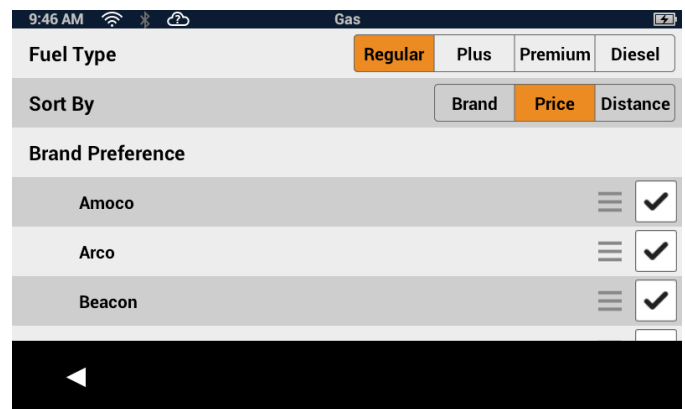 9:46 AM Gas
Fuel Type Regular Plus Premium Diesel
Sort By Brand Price Distance
Brand Preference
Amoco
Arco
Beacon